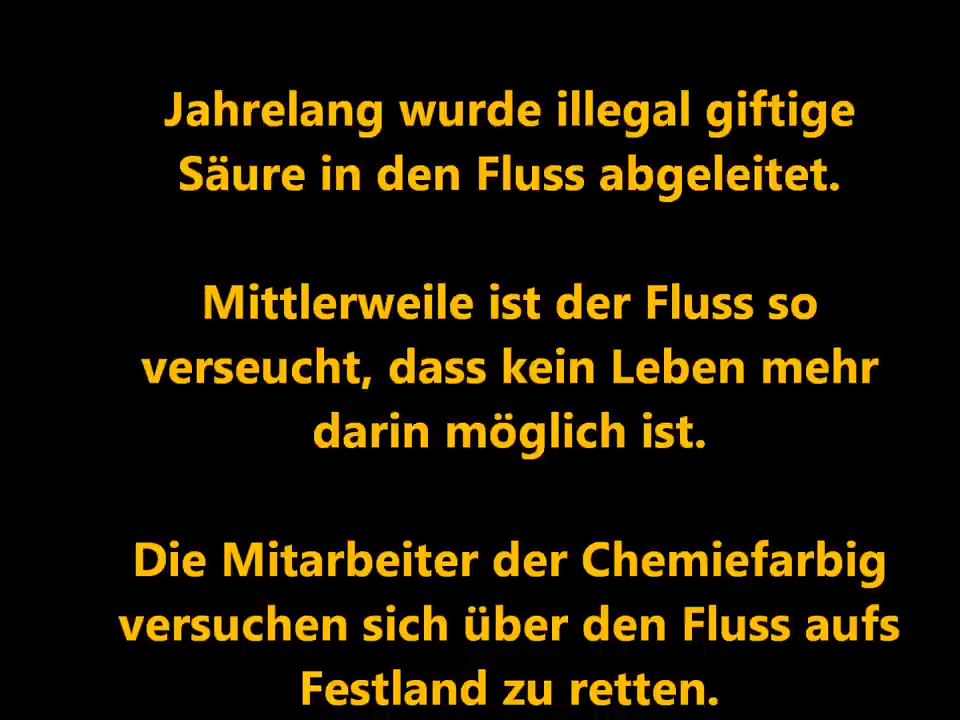 Jahrelang wurde illegal giftige
Säure in den Fluss abgeleitet.
Mittlerweile ist der Fluss so
verseucht, dass kein Leben mehr
darin möglich ist.
Die Mitarbeiter der Chemiefarbig
versuchen sich über den Fluss aufs
Festland zu retten.